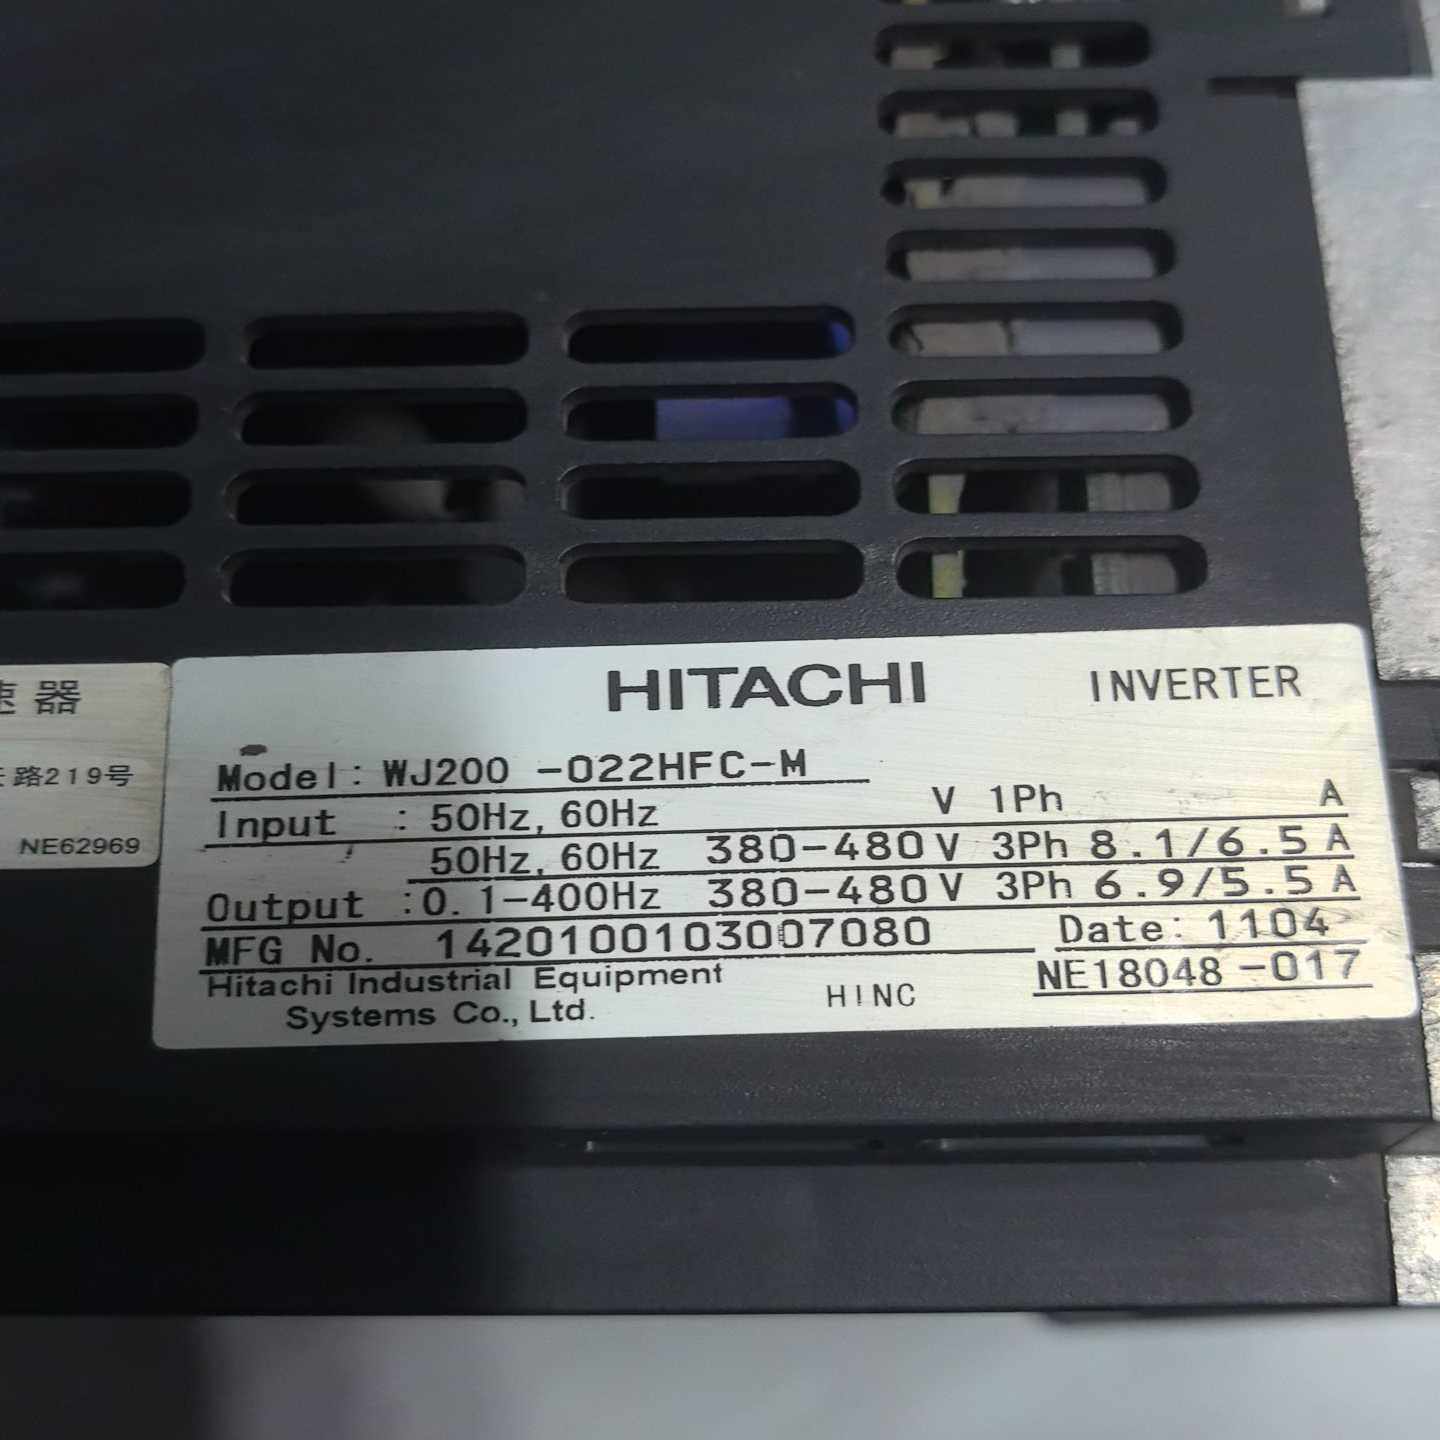 速器
路219号
NE62969
HITACHI INVERTER
Model: WJ200 -022HFC-M
Input : 50Hz, 60Hz V 1Ph A
50Hz, 60Hz 380-480 V 3Ph 8.1/6.5 A
Output :0.1-400Hz 380-480 V 3Ph 6.9/5.5 A
MFG No. 1420100103007080 Date: 1104
Hitachi Industrial Equipment
Systems Co., Ltd. HINC NE18048 -017